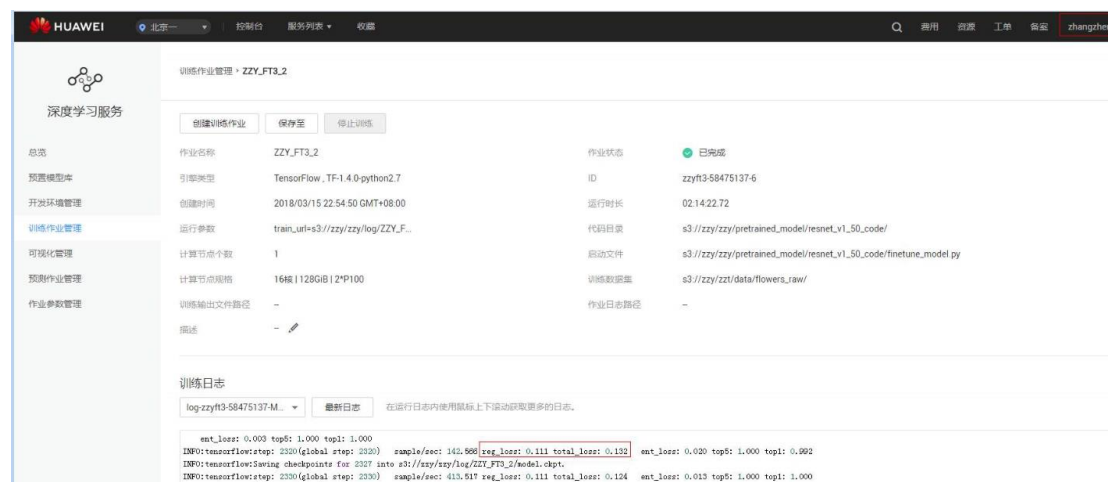 HUAWEI 北京一 控制台 服务列表 收藏 费用 资源 工单 备案 zhangzhe
深度学习服务
总览
预置模型库
开发环境管理
训练作业管理
可视化管理
预测作业管理
作业参数管理
训练作业管理 › ZZY_FT3_2
创建训练作业 保存至 停止训练
作业名称 ZZY_FT3_2 作业状态 已完成
引擎类型 TensorFlow , TF-1.4.0-python2.7 ID zzyft3-58475137-6
创建时间 2018/03/15 22:54:50 GMT+08:00 运行时长 02:14:22.72
运行参数 train_url=s3://zzy/zzy/log/ZZY_F... 代码目录 s3://zzy/zzy/pretrained_model/resnet_v1_50_code/
计算节点个数 1 启动文件 s3://zzy/zzy/pretrained_model/resnet_v1_50_code/finetune_model.py
计算节点规格 16核 | 128GiB | 2*P100 训练数据集 s3://zzy/zzt/data/flowers_raw/
训练输出文件路径 – 作业日志路径 –
描述 –
训练日志
log-zzyft3-58475137-M... 最新日志 在运行日志内使用鼠标上下滚动获取更多的日志。
ent_loss: 0.003 top5: 1.000 top1: 1.000
INFO:tensorflow:step: 2320(global step: 2320) sample/sec: 142.566 reg_loss: 0.111 total_loss: 0.132 ent_loss: 0.020 top5: 1.000 top1: 0.992
INFO:tensorflow:Saving checkpoints for 2327 into s3://zzy/zzy/log/ZZY_FT3_2/model.ckpt.
INFO:tensorflow:step: 2330(global step: 2330) sample/sec: 413.517 reg_loss: 0.111 total_loss: 0.124 ent_loss: 0.013 top5: 1.000 top1: 1.000